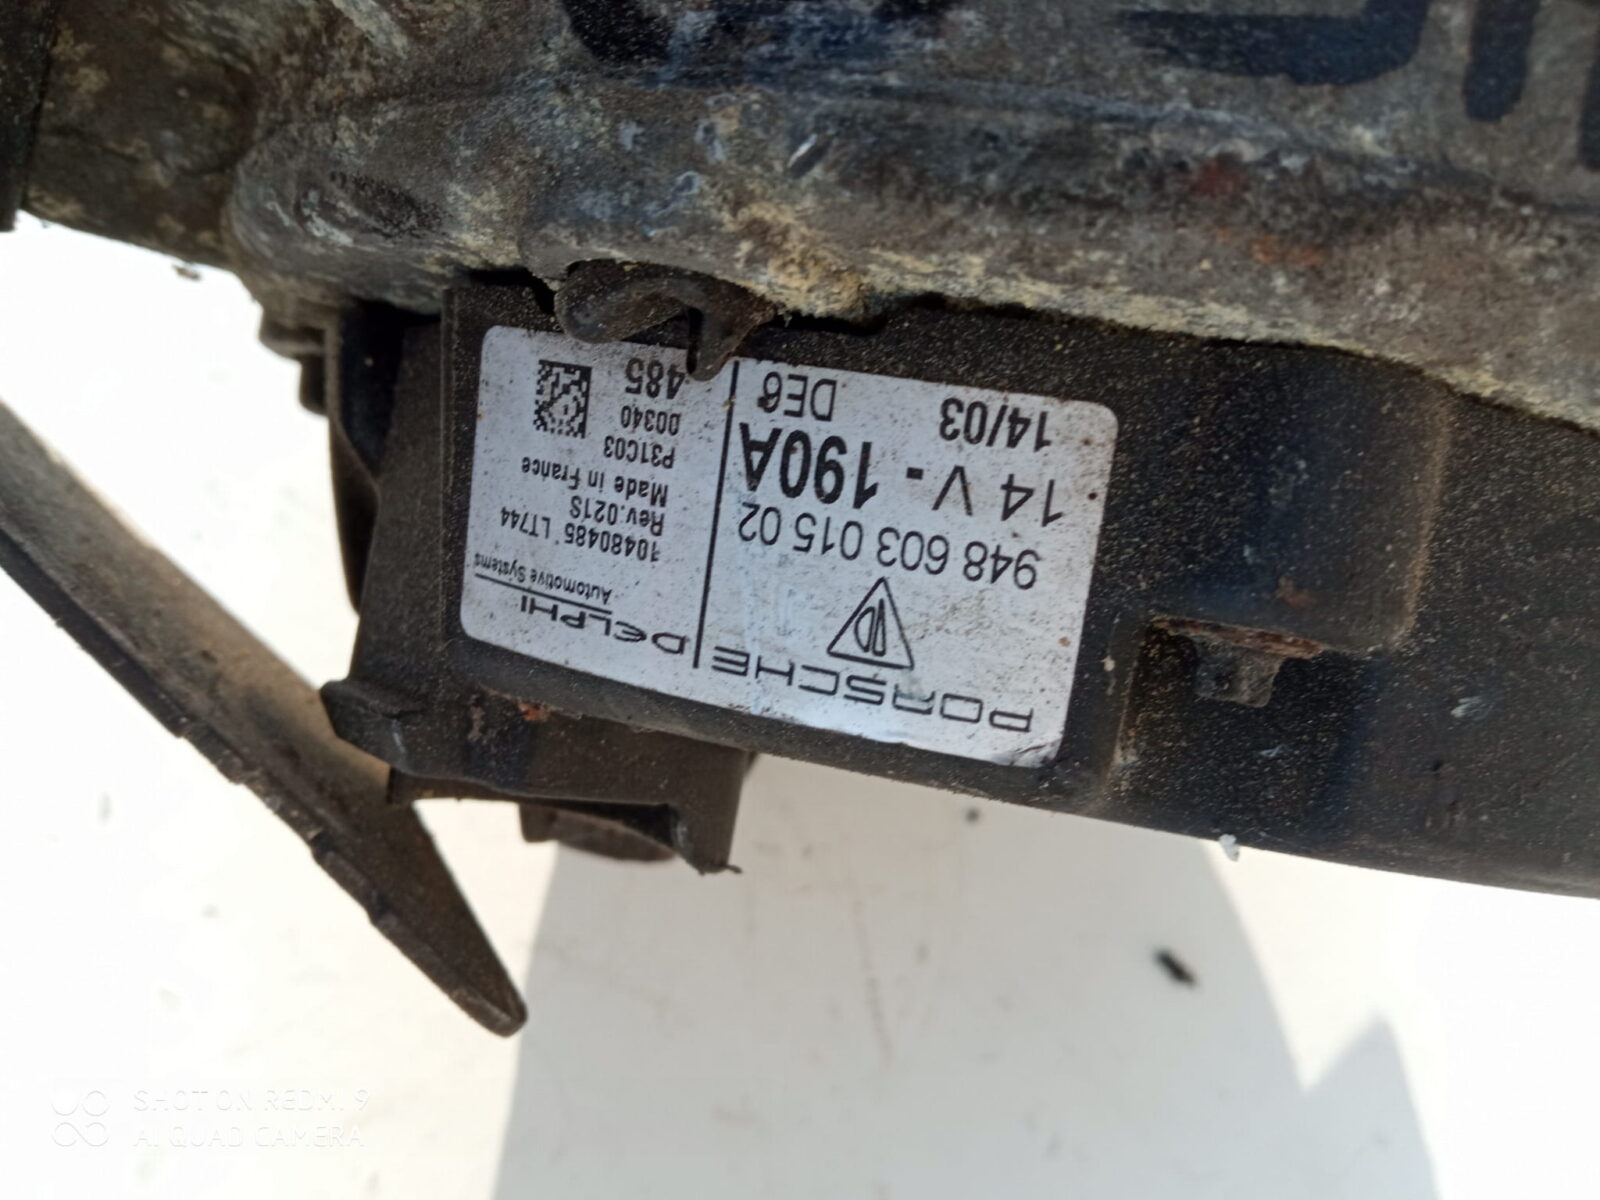 PORSCHE
948 603 015 02
14 V - 190A
14/03 DE6
DELPHI
Automotive Systems
10480485 LT744
Rev.021S
Made in France
P31C03
D0340
485
SHOT ON REDMI 9
AI QUAD CAMERA